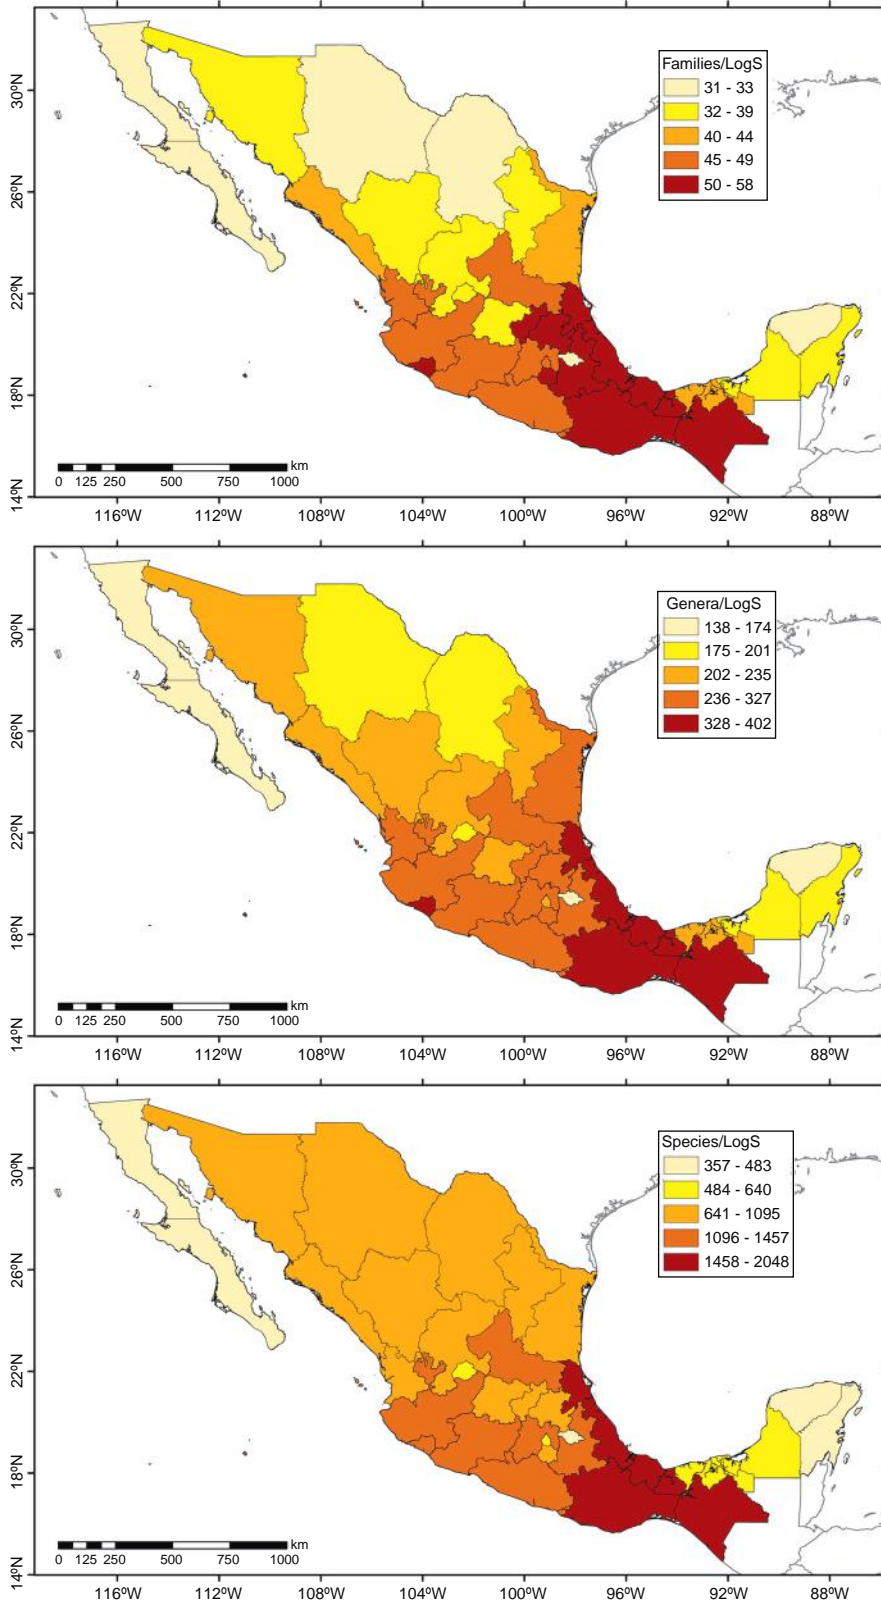 Families/LogS
31 - 33
32 - 39
40 - 44
45 - 49
50 - 58
30ºN
26ºN
22ºN
18ºN
14ºN
km
0 125 250 500 750 1000
116ºW 112ºW 108ºW 104ºW 100ºW 96ºW 92ºW 88ºW
Genera/LogS
138 - 174
175 - 201
202 - 235
236 - 327
328 - 402
30ºN
26ºN
22ºN
18ºN
14ºN
km
0 125 250 500 750 1000
116ºW 112ºW 108ºW 104ºW 100ºW 96ºW 92ºW 88ºW
Species/LogS
357 - 483
484 - 640
641 - 1095
1096 - 1457
1458 - 2048
30ºN
26ºN
22ºN
18ºN
14ºN
km
0 125 250 500 750 1000
116ºW 112ºW 108ºW 104ºW 100ºW 96ºW 92ºW 88ºW